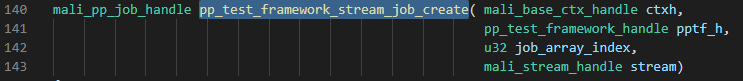 140 mali_pp_job_handle pp_test_framework_stream_job_create( mali_base_ctx_handle ctxh,
141 pp_test_framework_handle pptf_h,
142 u32 job_array_index,
143 mali_stream_handle stream)